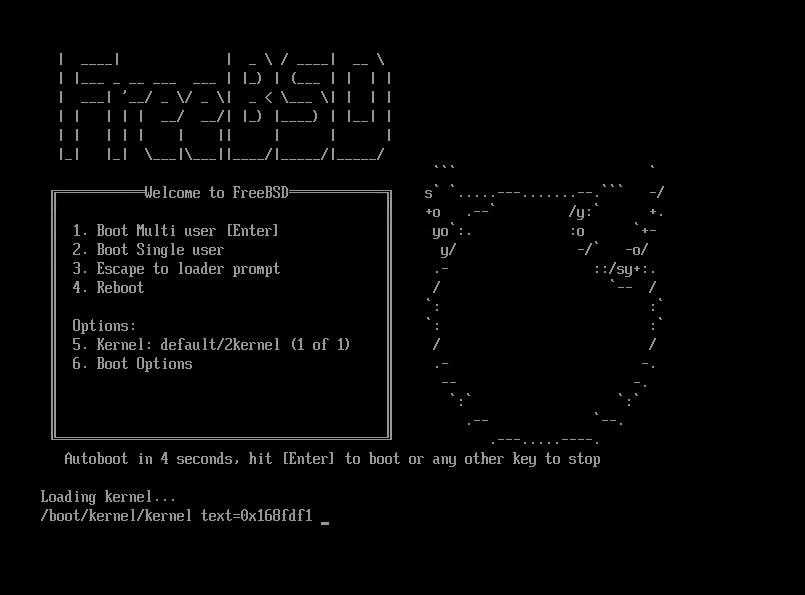 FreeBSD
Welcome to FreeBSD
1. Boot Multi user [Enter]
2. Boot Single user
3. Escape to loader prompt
4. Reboot
Options:
5. Kernel: default/2kernel (1 of 1)
6. Boot Options
Autoboot in 4 seconds, hit [Enter] to boot or any other key to stop
Loading kernel...
/boot/kernel/kernel text=0x168fdf1 _